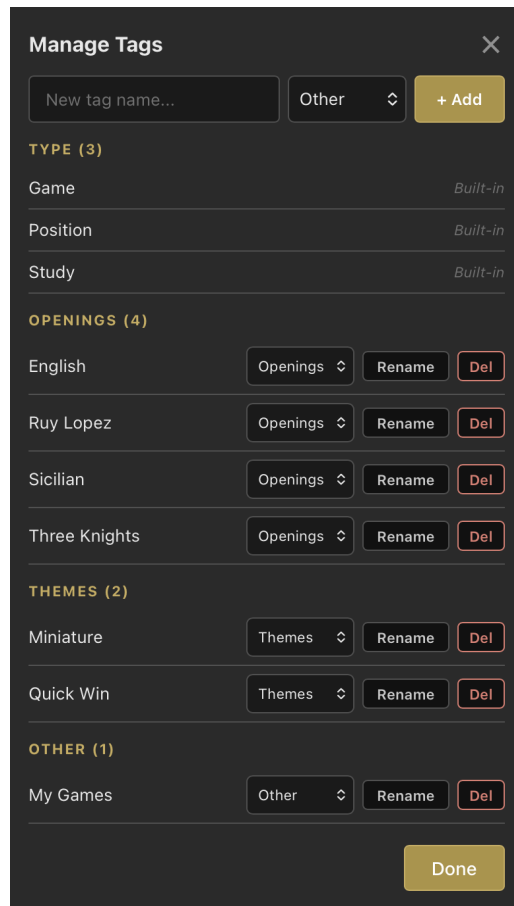 Manage Tags
New tag name... Other + Add
TYPE (3)
Game Built-in
Position Built-in
Study Built-in
OPENINGS (4)
English Openings Rename Del
Ruy Lopez Openings Rename Del
Sicilian Openings Rename Del
Three Knights Openings Rename Del
THEMES (2)
Miniature Themes Rename Del
Quick Win Themes Rename Del
OTHER (1)
My Games Other Rename Del
Done